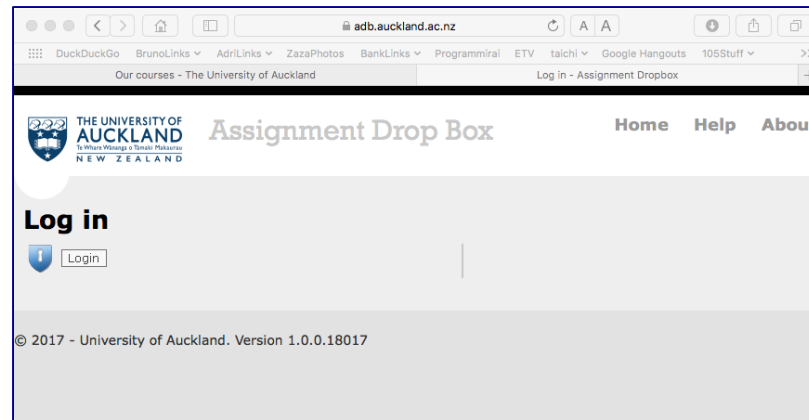 adb.auckland.ac.nz
A A
DuckDuckGo BrunoLinks AdriLinks ZazaPhotos BankLinks Programmirai ETV taichi Google Hangouts 105Stuff
Our courses - The University of Auckland
Log in - Assignment Dropbox
THE UNIVERSITY OF
AUCKLAND
Te Whare Wānanga o Tāmaki Makaurau
NEW ZEALAND
Assignment Drop Box
Home Help Abou
Log in
Login
© 2017 - University of Auckland. Version 1.0.0.18017